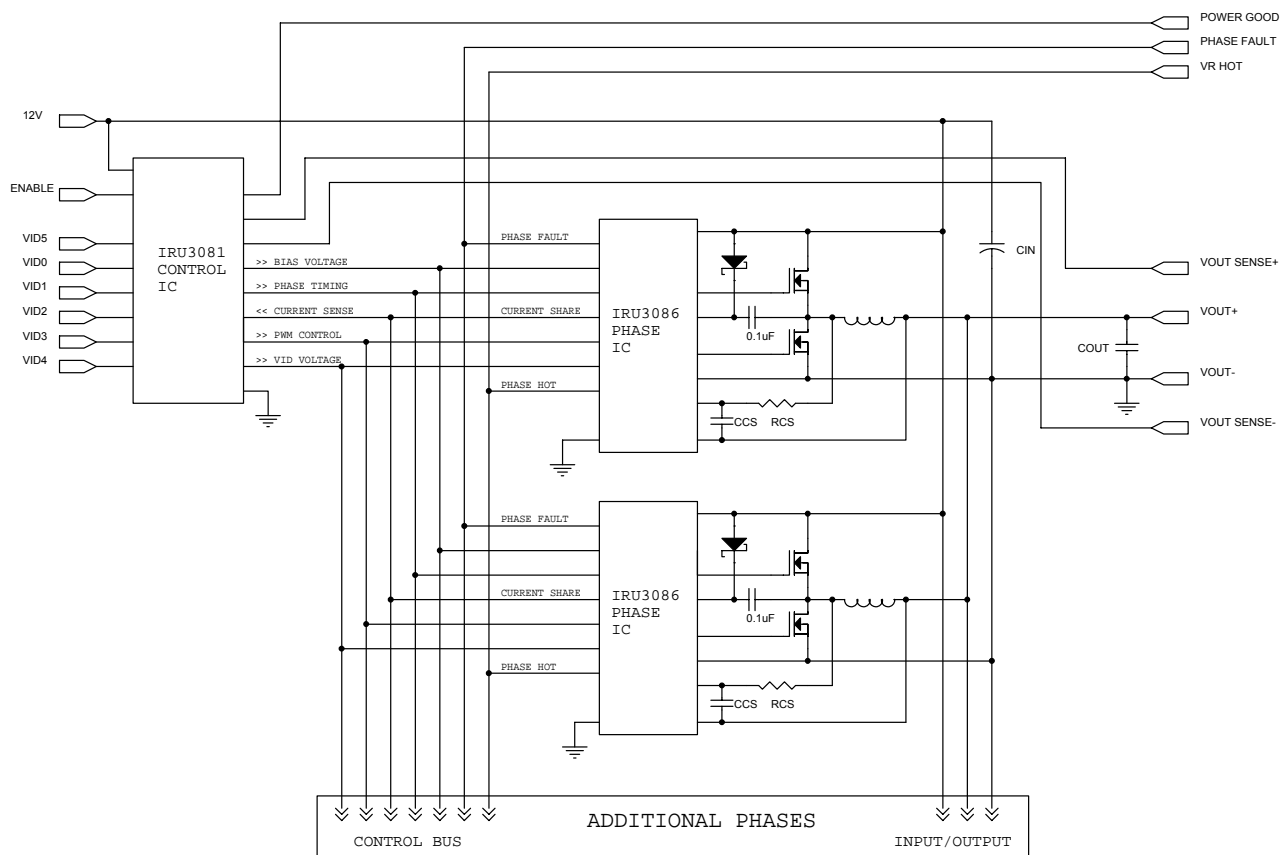 POWER GOOD
PHASE FAULT
VR HOT
12V
ENABLE
VID5
VID0
VID1
VID2
VID3
VID4
IRU3081
CONTROL
IC
>> BIAS VOLTAGE
>> PHASE TIMING
<< CURRENT SENSE
>> PWM CONTROL
>> VID VOLTAGE
PHASE FAULT
CURRENT SHARE
PHASE HOT
IRU3086
PHASE
IC
0.1uF
CCS
RCS
CIN
COUT
VOUT SENSE+
VOUT+
VOUT-
VOUT SENSE-
PHASE FAULT
CURRENT SHARE
PHASE HOT
IRU3086
PHASE
IC
0.1uF
CCS
RCS
ADDITIONAL PHASES
CONTROL BUS
INPUT/OUTPUT